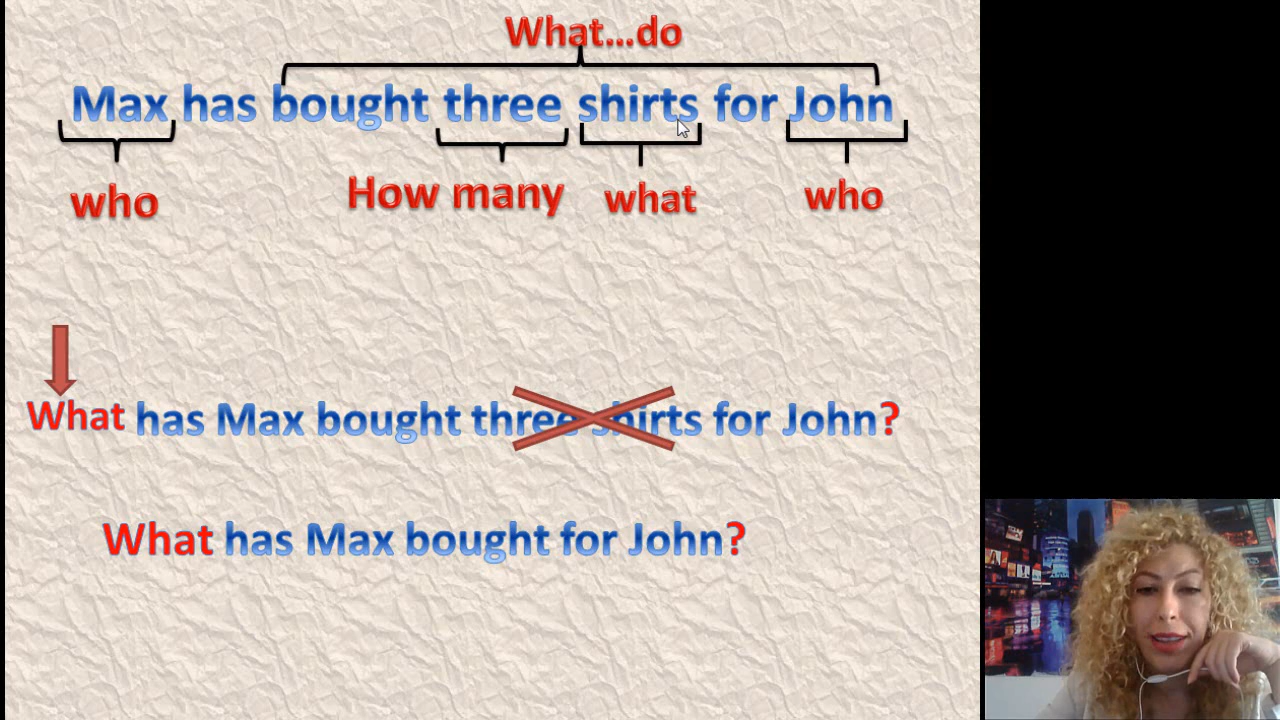 What...do
Max has bought three shirts for John
who How many what who
What has Max bought three shirts for John?
What has Max bought for John?